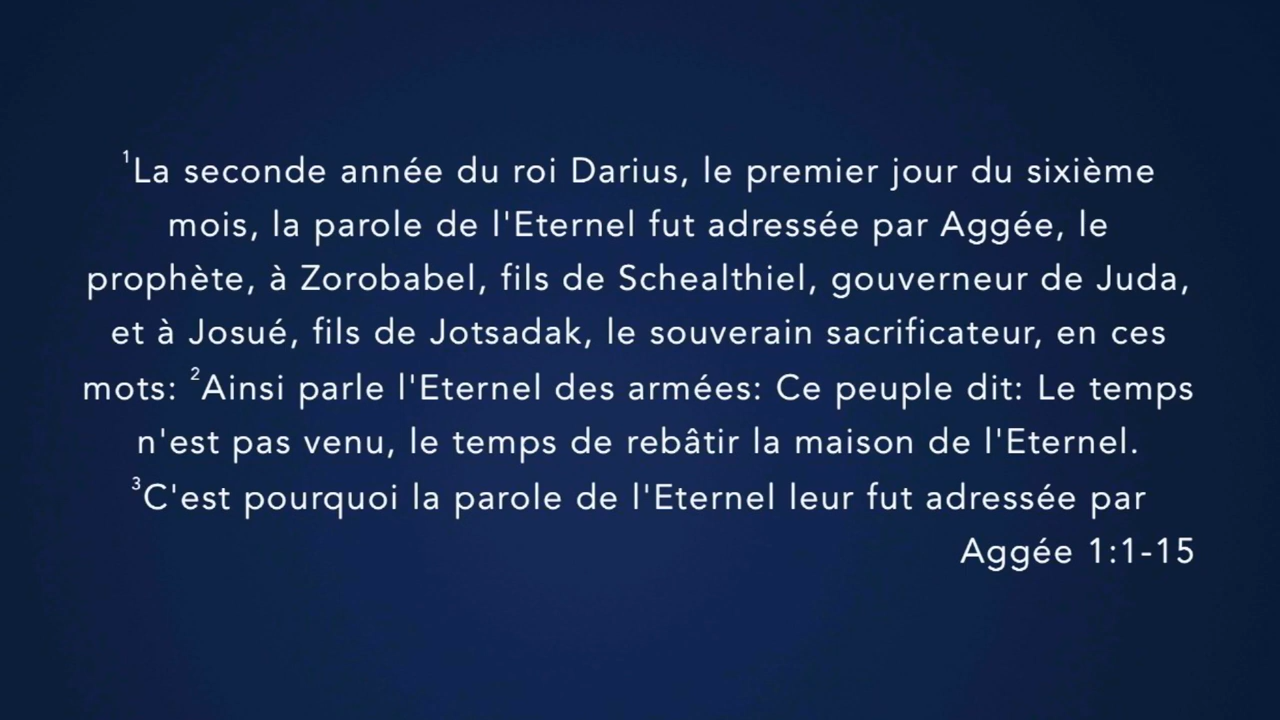 ¹La seconde année du roi Darius, le premier jour du sixième
mois, la parole de l'Eternel fut adressée par Aggée, le
prophète, à Zorobabel, fils de Schealthiel, gouverneur de Juda,
et à Josué, fils de Jotsadak, le souverain sacrificateur, en ces
mots: ²Ainsi parle l'Eternel des armées: Ce peuple dit: Le temps
n'est pas venu, le temps de rebâtir la maison de l'Eternel.
³C'est pourquoi la parole de l'Eternel leur fut adressée par
Aggée 1:1-15